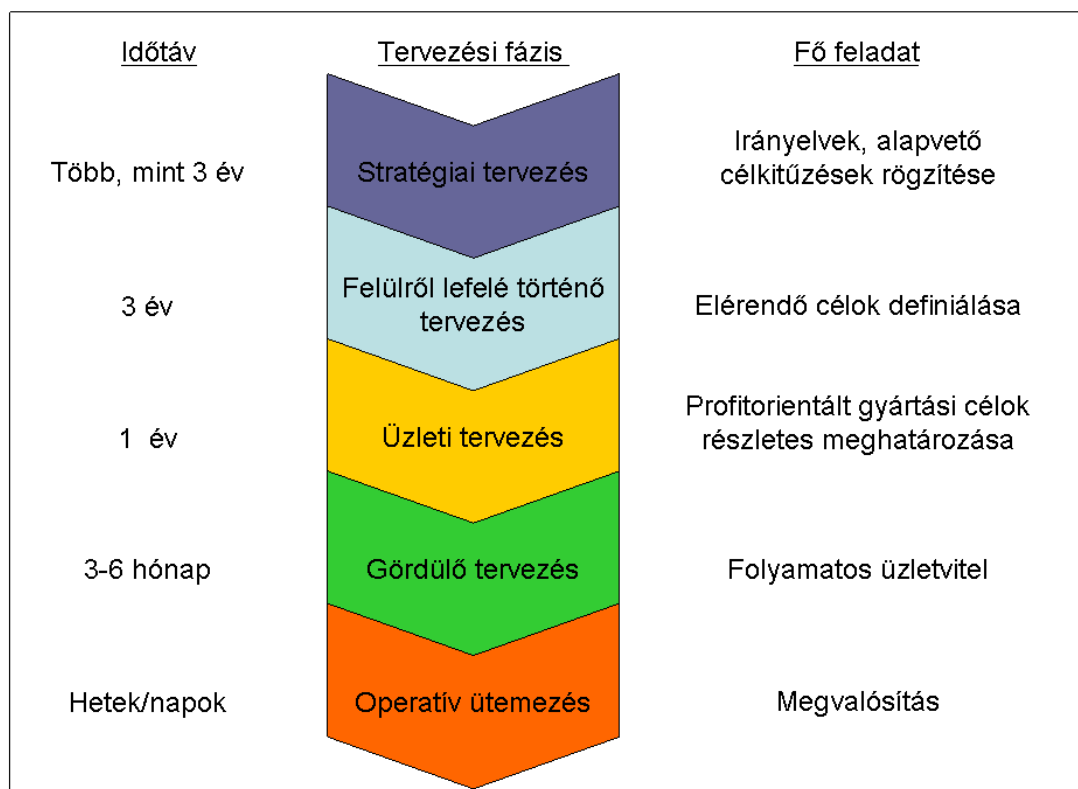 Időtáv
Tervezési fázis
Fő feladat
Több, mint 3 év
Stratégiai tervezés
Irányelvek, alapvető
célkitűzések rögzítése
3 év
Felülről lefelé történő
tervezés
Elérendő célok definiálása
1 év
Üzleti tervezés
Profitorientált gyártási célok
részletes meghatározása
3-6 hónap
Gördülő tervezés
Folyamatos üzletvitel
Hetek/napok
Operatív ütemezés
Megvalósítás